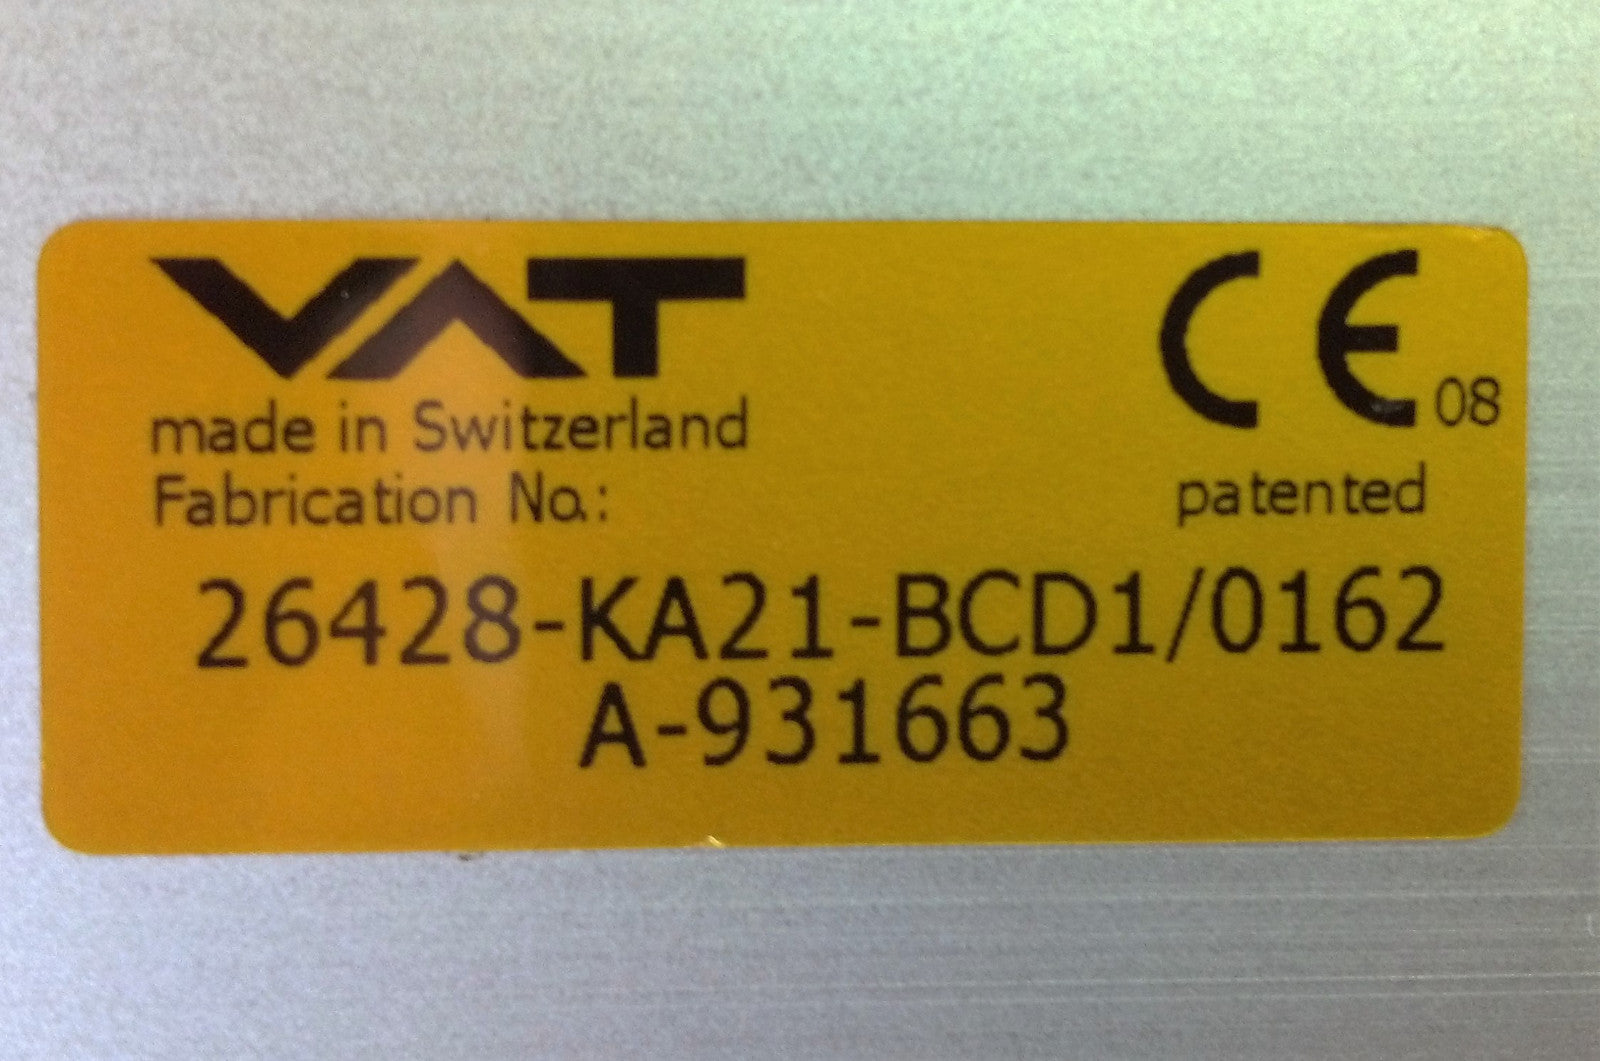 VAT
CE 08
made in Switzerland
Fabrication No.:
patented
26428-KA21-BCD1/0162
A-931663